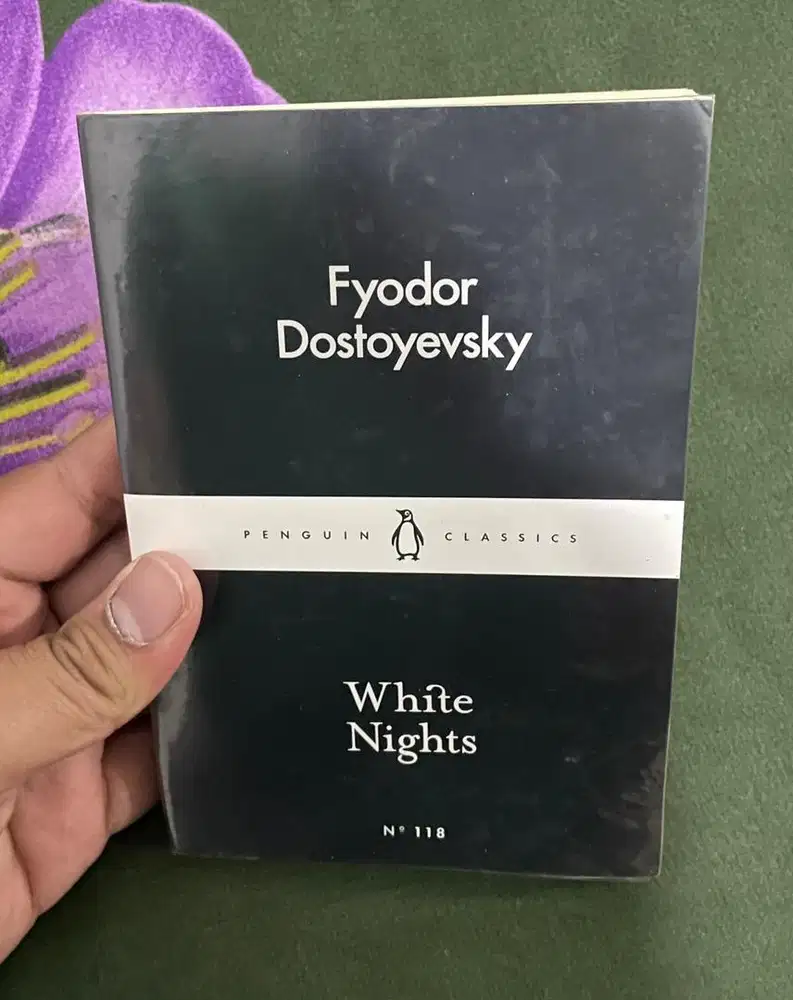 Fyodor
Dostoyevsky
PENGUIN CLASSICS
White
Nights
Nº 118